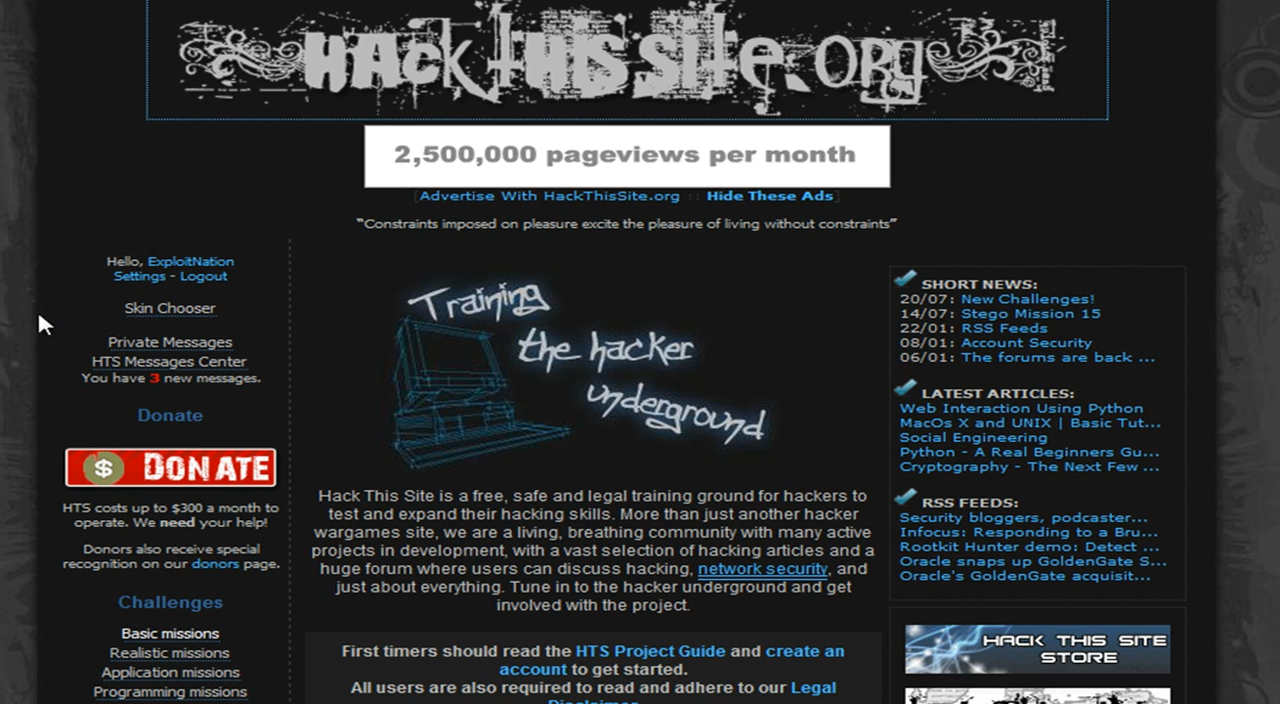 HACK THIS SITE.ORG
2,500,000 pageviews per month
[Advertise With HackThisSite.org :: Hide These Ads]
“Constraints imposed on pleasure excite the pleasure of living without constraints”
Hello, ExploitNation
Settings - Logout
Skin Chooser
Private Messages
HTS Messages Center
You have 3 new messages.
Donate
$ DONATE
HTS costs up to $300 a month to
operate. We need your help!
Donors also receive special
recognition on our donors page.
Challenges
Basic missions
Realistic missions
Application missions
Programming missions
Training
the hacker
underground
Hack This Site is a free, safe and legal training ground for hackers to
test and expand their hacking skills. More than just another hacker
wargames site, we are a living, breathing community with many active
projects in development, with a vast selection of hacking articles and a
huge forum where users can discuss hacking, network security, and
just about everything. Tune in to the hacker underground and get
involved with the project.
First timers should read the HTS Project Guide and create an
account to get started.
All users are also required to read and adhere to our Legal
Disclaimer
SHORT NEWS:
20/07: New Challenges!
14/07: Stego Mission 15
22/01: RSS Feeds
08/01: Account Security
06/01: The forums are back ...
LATEST ARTICLES:
Web Interaction Using Python
MacOs X and UNIX | Basic Tut...
Social Engineering
Python - A Real Beginners Gu...
Cryptography - The Next Few ...
RSS FEEDS:
Security bloggers, podcaster...
Infocus: Responding to a Bru...
Rootkit Hunter demo: Detect ...
Oracle snaps up GoldenGate S...
Oracle's GoldenGate acquisit...
HACK THIS SITE
STORE